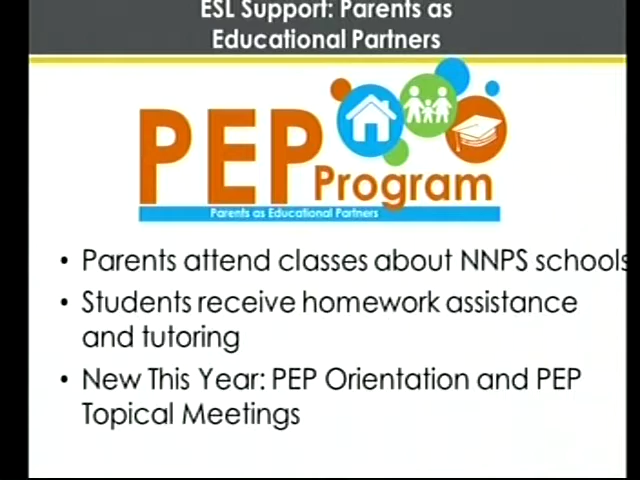 ESL Support: Parents as
Educational Partners
PEP
Program
Parents as Educational Partners
• Parents attend classes about NNPS schools
• Students receive homework assistance
and tutoring
• New This Year: PEP Orientation and PEP
Topical Meetings